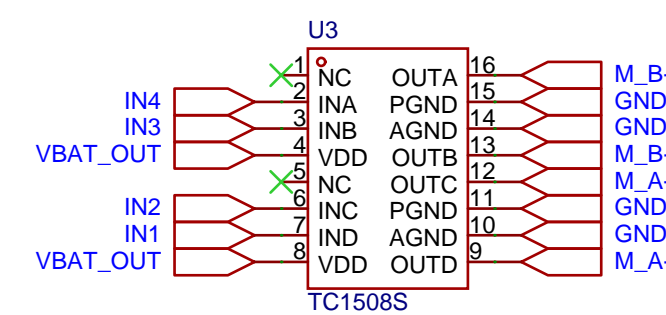 U3
1 NC OUTA 16 M_B-
IN4 2 INA PGND 15 GND
IN3 3 INB AGND 14 GND
VBAT_OUT 4 VDD OUTB 13 M_B-
5 NC OUTC 12 M_A-
IN2 6 INC PGND 11 GND
IN1 7 IND AGND 10 GND
VBAT_OUT 8 VDD OUTD 9 M_A-
TC1508S